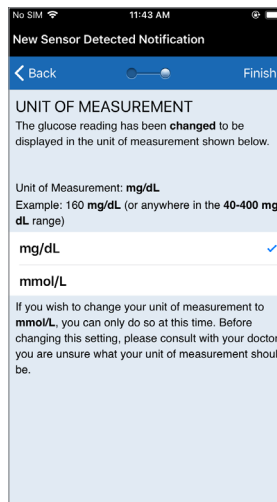 No SIM 11:43 AM
New Sensor Detected Notification
Back Finish
UNIT OF MEASUREMENT
The glucose reading has been changed to be
displayed in the unit of measurement shown below.
Unit of Measurement: mg/dL
Example: 160 mg/dL (or anywhere in the 40-400 mg
dL range)
mg/dL
mmol/L
If you wish to change your unit of measurement to
mmol/L, you can only do so at this time. Before
changing this setting, please consult with your doctor
you are unsure what your unit of measurement shoul
be.